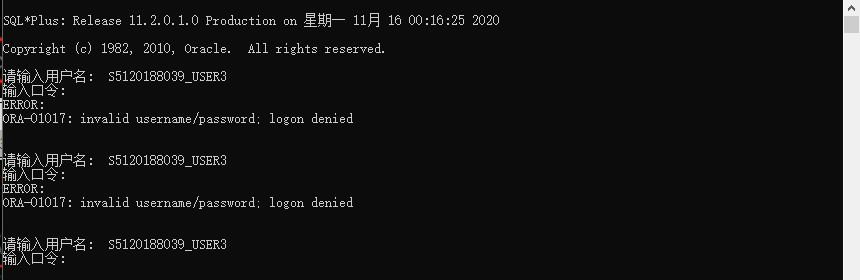 SQL*Plus: Release 11.2.0.1.0 Production on 星期一 11月 16 00:16:25 2020
Copyright (c) 1982, 2010, Oracle.  All rights reserved.
请输入用户名:  S5120188039_USER3
输入口令:
ERROR:
ORA-01017: invalid username/password; logon denied
请输入用户名:  S5120188039_USER3
输入口令:
ERROR:
ORA-01017: invalid username/password; logon denied
请输入用户名:  S5120188039_USER3
输入口令: